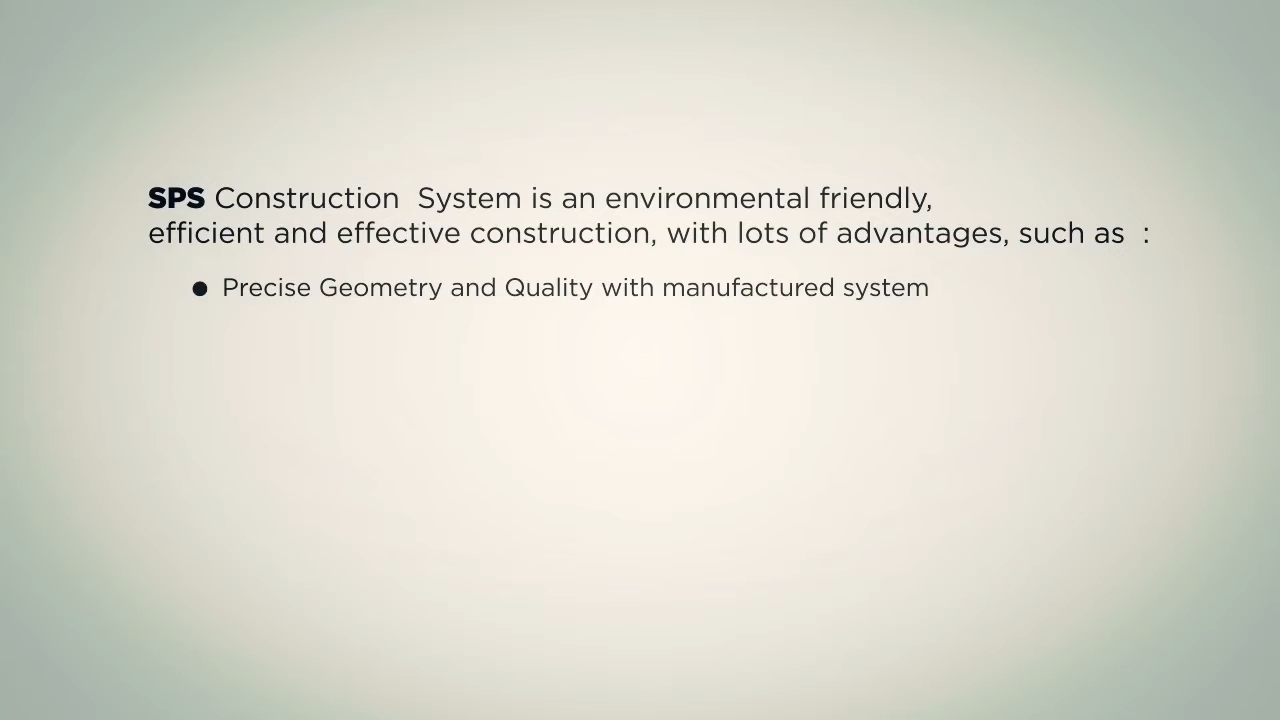 SPS Construction  System is an environmental friendly,
efficient and effective construction, with lots of advantages, such as  :
● Precise Geometry and Quality with manufactured system